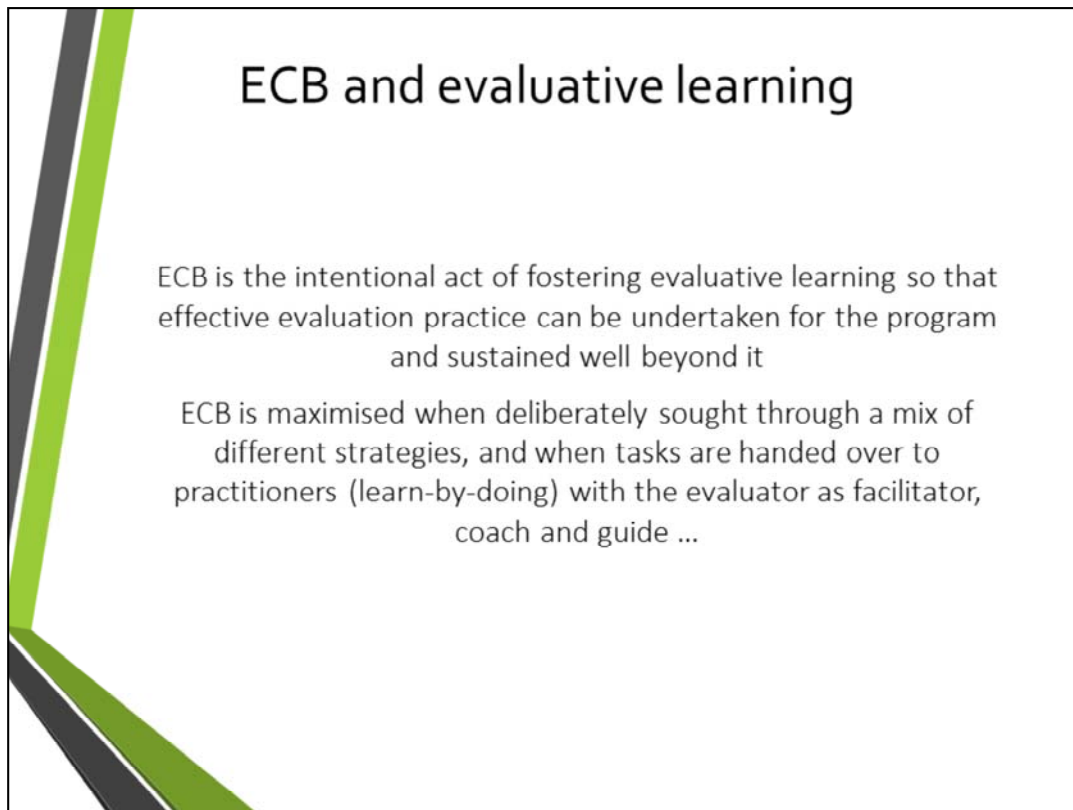 ECB and evaluative learning
ECB is the intentional act of fostering evaluative learning so that
effective evaluation practice can be undertaken for the program
and sustained well beyond it
ECB is maximised when deliberately sought through a mix of
different strategies, and when tasks are handed over to
practitioners (learn-by-doing) with the evaluator as facilitator,
coach and guide …